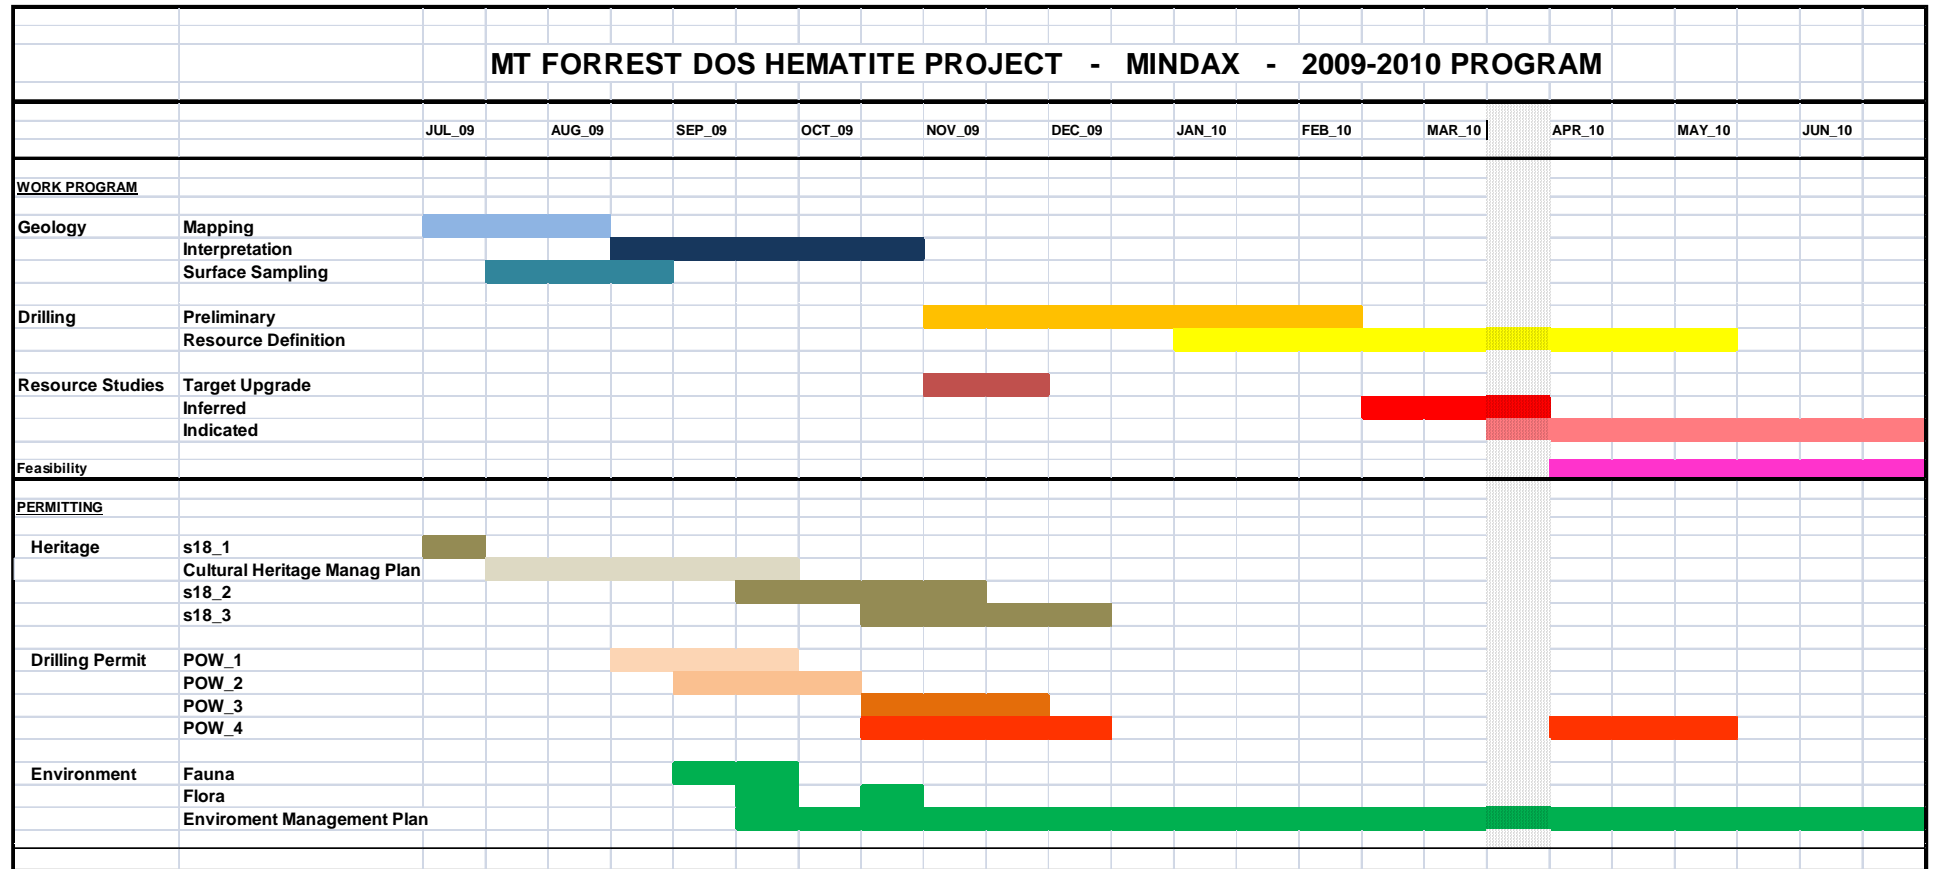 MT FORREST DOS HEMATITE PROJECT - MINDAX - 2009-2010 PROGRAM
JUL_09 AUG_09 SEP_09 OCT_09 NOV_09 DEC_09 JAN_10 FEB_10 MAR_10 APR_10 MAY_10 JUN_10
WORK PROGRAM
Geology Mapping
Interpretation
Surface Sampling
Drilling Preliminary
Resource Definition
Resource Studies Target Upgrade
Inferred
Indicated
Feasibility
PERMITTING
Heritage s18_1
Cultural Heritage Manag Plan
s18_2
s18_3
Drilling Permit POW_1
POW_2
POW_3
POW_4
Environment Fauna
Flora
Enviroment Management Plan